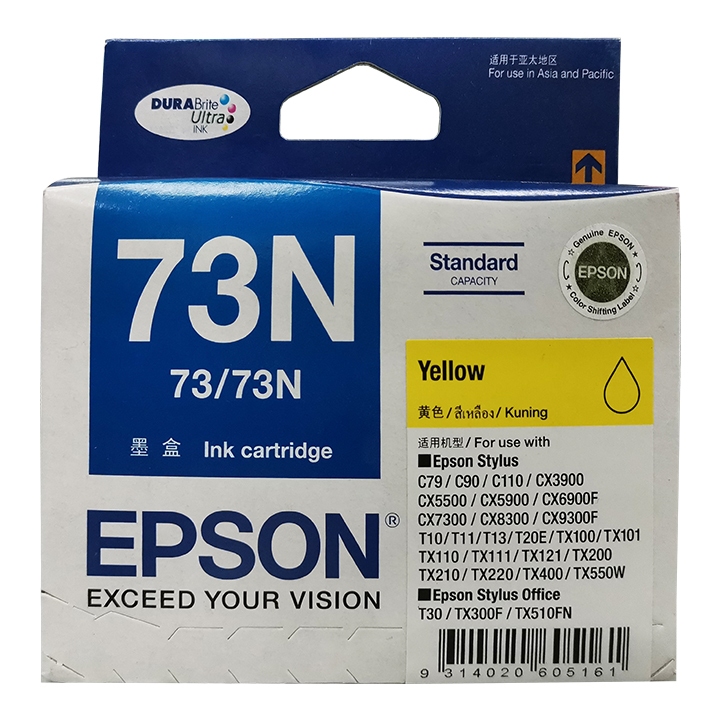 适用于亚太地区
For use in Asia and Pacific
DURABrite
Ultra
INK
73N
73/73N
墨盒 Ink cartridge
EPSON®
EXCEED YOUR VISION
Standard
CAPACITY
Genuine EPSON
EPSON
Color Shifting Label
Yellow
黄色/สีเหลือง/Kuning
适用机型/For use with
■Epson Stylus
C79/C90/C110/CX3900
CX5500/CX5900/CX6900F
CX7300/CX8300/CX9300F
T10/T11/T13/T20E/TX100/TX101
TX110/TX111/TX121/TX200
TX210/TX220/TX400/TX550W
■Epson Stylus Office
T30/TX300F/TX510FN
9 314020 605161